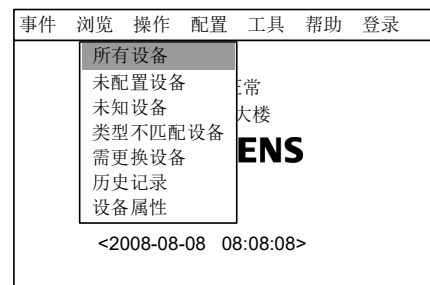 事件 浏览 操作 配置 工具 帮助 登录
所有设备
未配置设备
常
未知设备
大楼
类型不匹配设备
需更换设备
ENS
历史记录
设备属性
<2008-08-08 08:08:08>